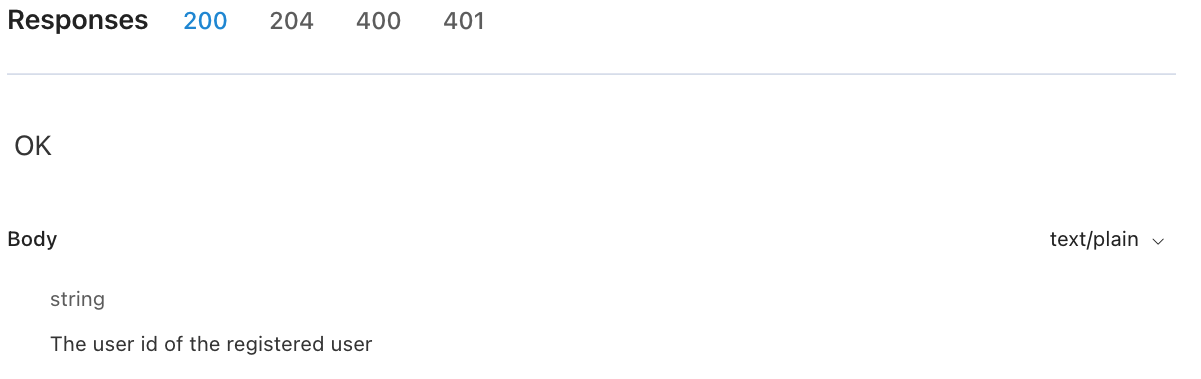 Responses 200 204 400 401
OK
Body text/plain
string
The user id of the registered user